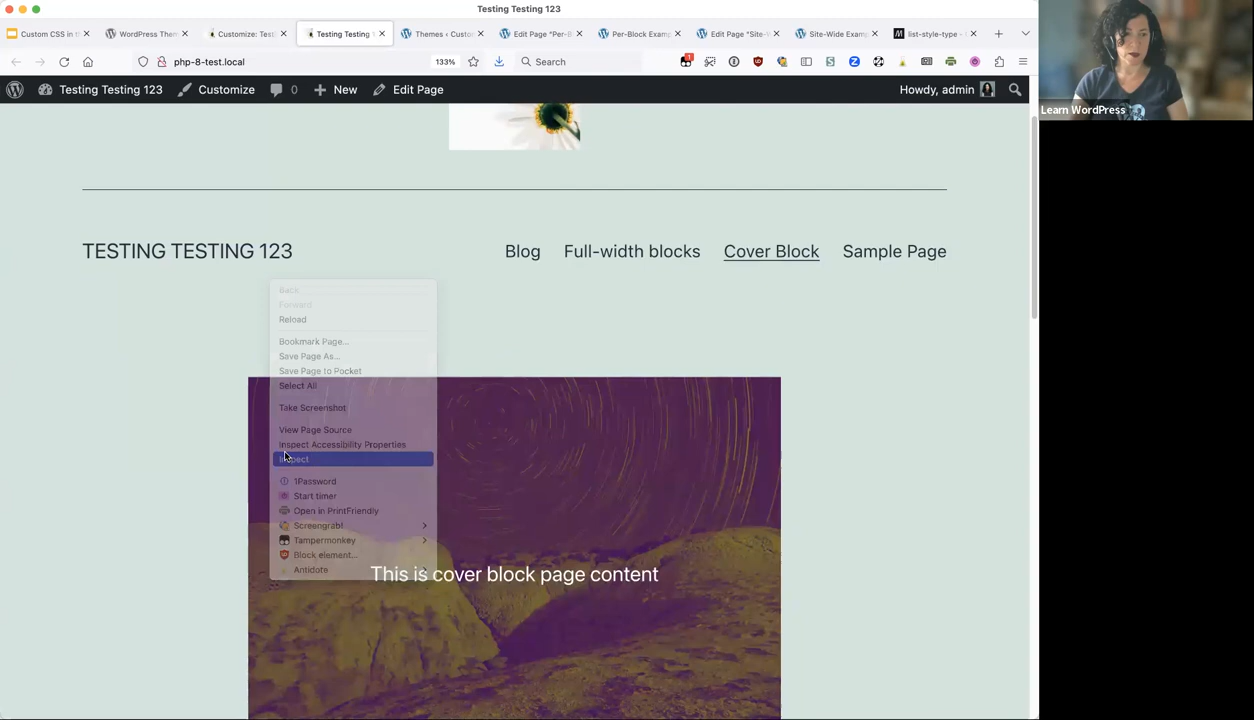 Testing Testing 123
Custom CSS in t
WordPress Them
Customize: Test
Testing Testing
Themes ‹ Custo
Edit Page "Per-B
Per-Block Examp
Edit Page "Site-W
Site-Wide Exam
list-style-type -
php-8-test.local
133%
Search
1
Testing Testing 123
Customize
0
New
Edit Page
Howdy, admin
Learn WordPress
TESTING TESTING 123
Blog
Full-width blocks
Cover Block
Sample Page
Back
Forward
Reload
Bookmark Page...
Save Page As...
Save Page to Pocket
Select All
Take Screenshot
View Page Source
Inspect Accessibility Properties
Inspect
1Password
Start timer
Open in PrintFriendly
Screengrab!
Tampermonkey
Block element...
Antidote
This is cover block page content